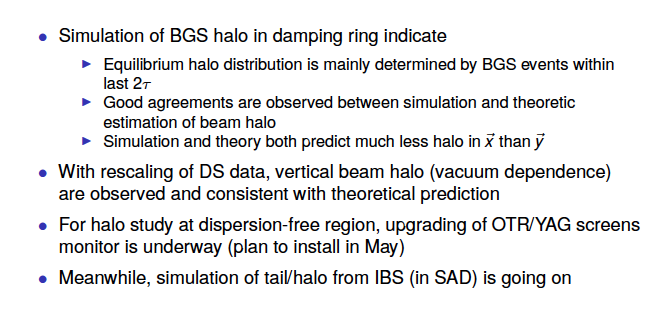 • Simulation of BGS halo in damping ring indicate
▶ Equilibrium halo distribution is mainly determined by BGS events within
last 2τ
▶ Good agreements are observed between simulation and theoretic
estimation of beam halo
▶ Simulation and theory both predict much less halo in x⃗ than y⃗
• With rescaling of DS data, vertical beam halo (vacuum dependence)
are observed and consistent with theoretical prediction
• For halo study at dispersion-free region, upgrading of OTR/YAG screens
monitor is underway (plan to install in May)
• Meanwhile, simulation of tail/halo from IBS (in SAD) is going on